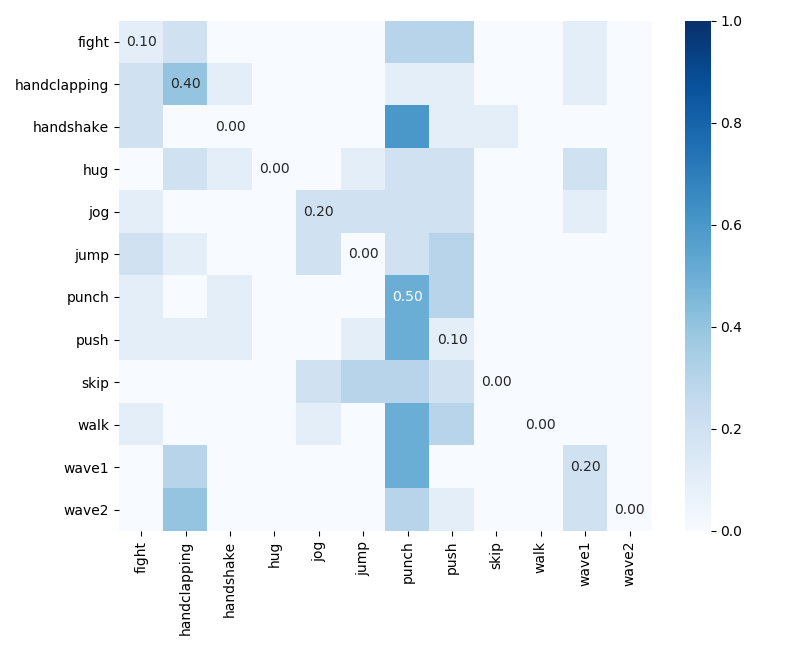 fight
handclapping
handshake
hug
jog
jump
punch
push
skip
walk
wave1
wave2
0.10
0.40
0.00
0.00
0.20
0.00
0.50
0.10
0.00
0.00
0.20
0.00
fight
handclapping
handshake
hug
jog
jump
punch
push
skip
walk
wave1
wave2
1.0
0.8
0.6
0.4
0.2
0.0